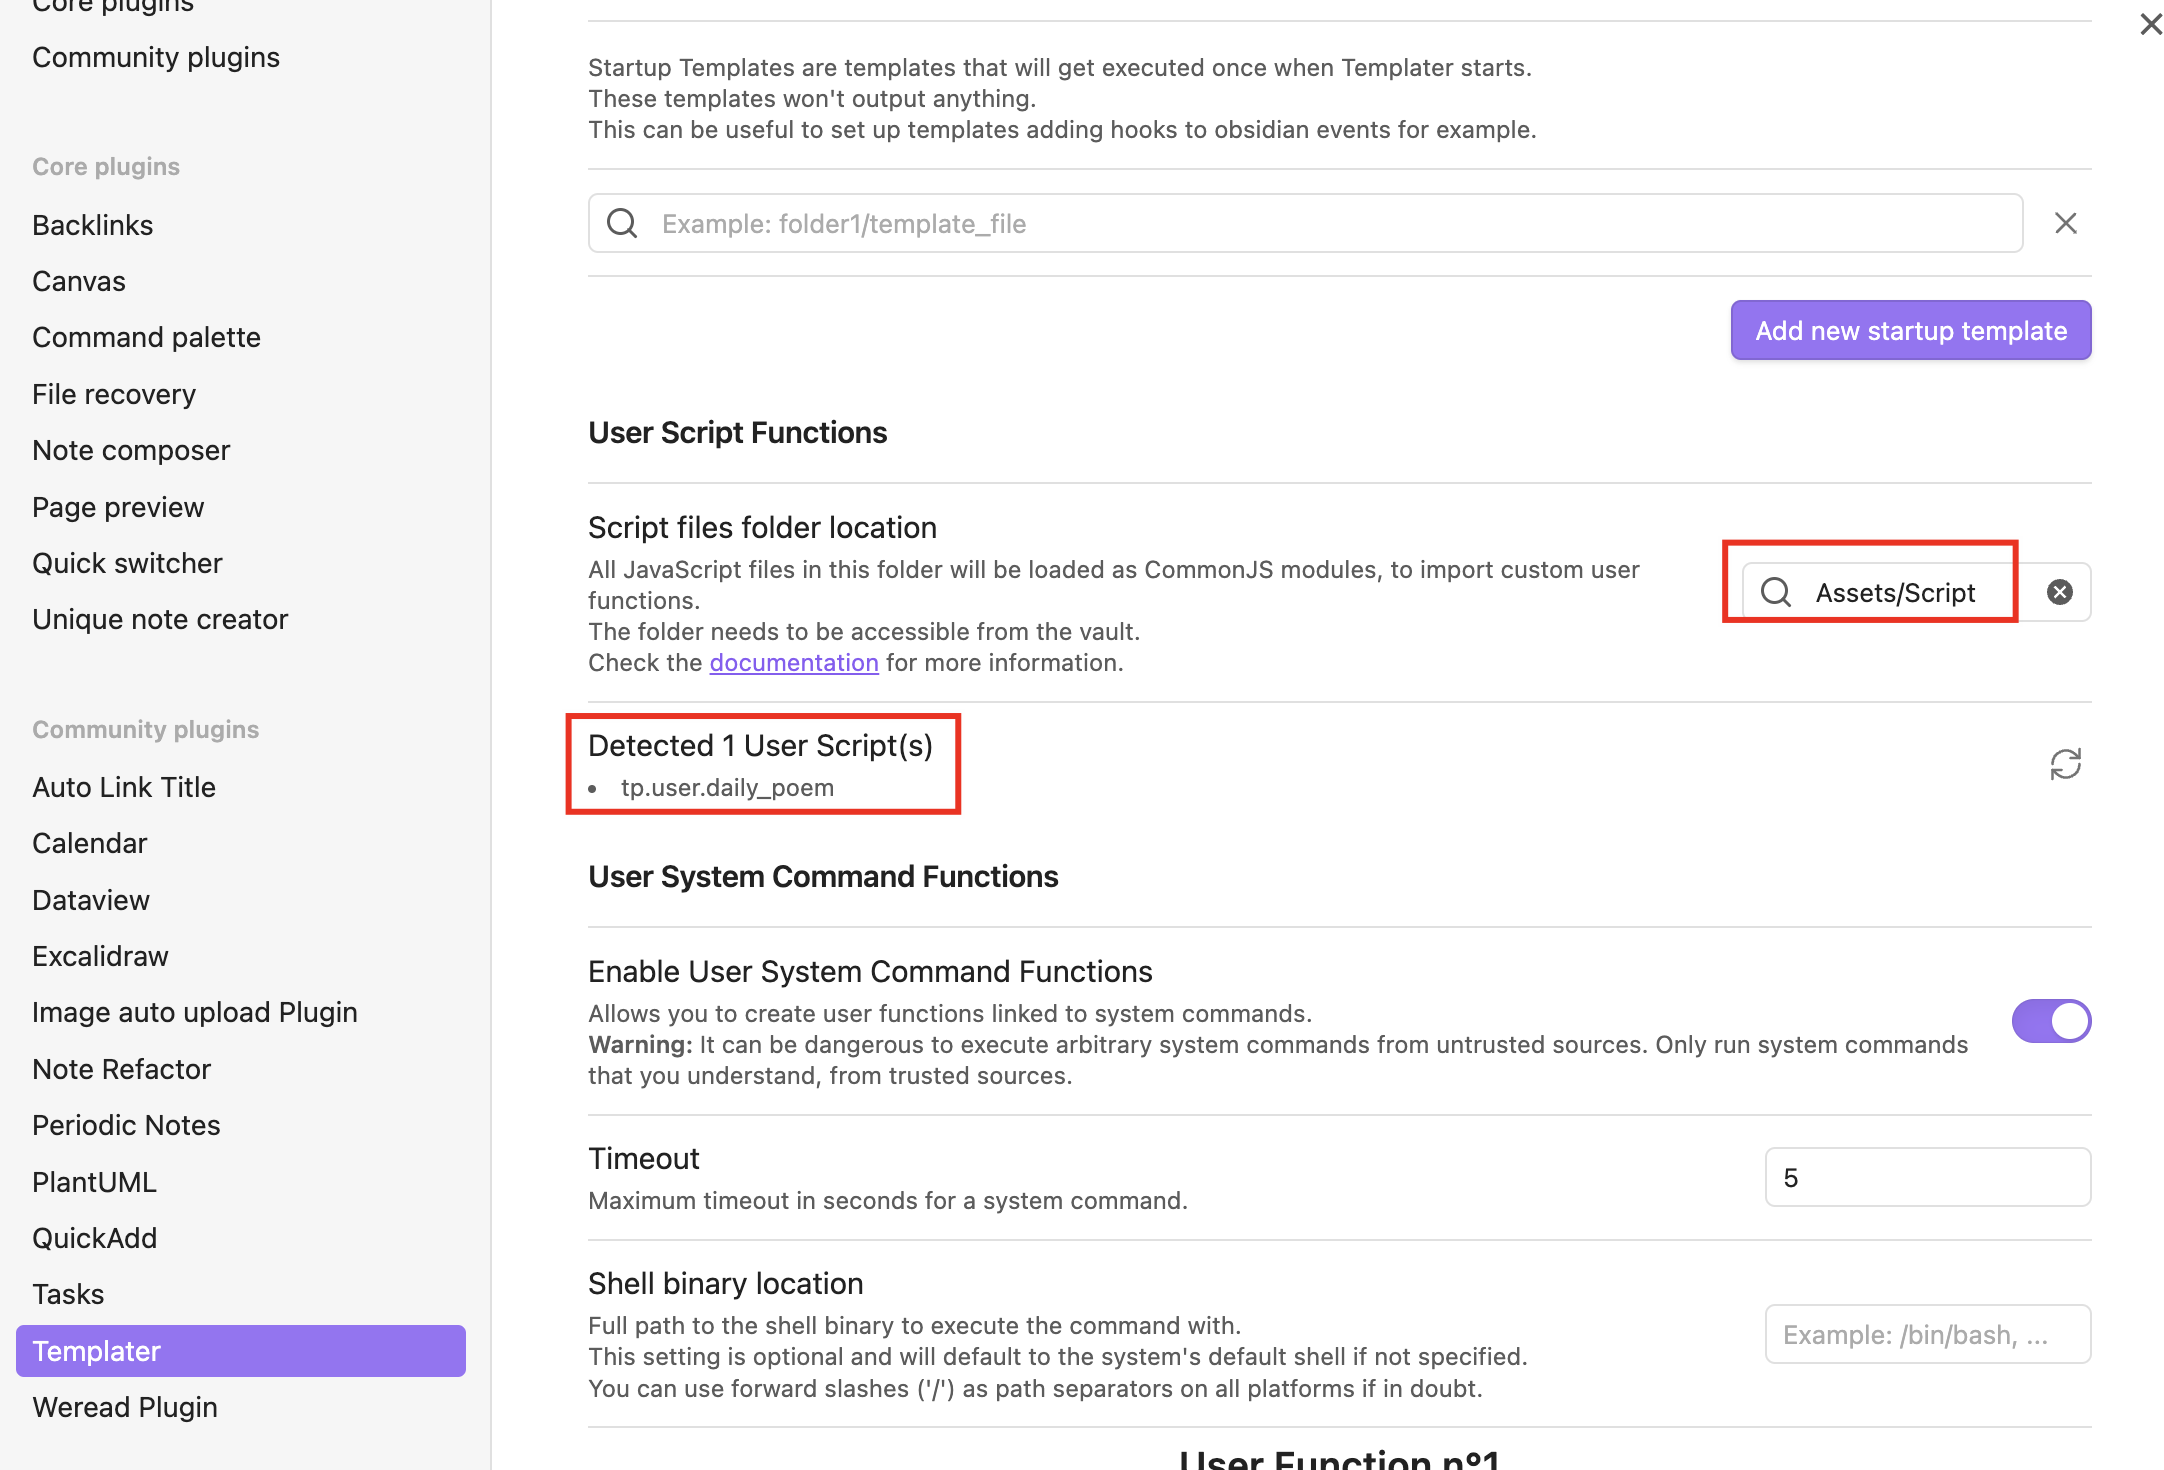 Core plugins
Community plugins
Core plugins
Backlinks
Canvas
Command palette
File recovery
Note composer
Page preview
Quick switcher
Unique note creator
Community plugins
Auto Link Title
Calendar
Dataview
Excalidraw
Image auto upload Plugin
Note Refactor
Periodic Notes
PlantUML
QuickAdd
Tasks
Templater
Weread Plugin
Startup Templates are templates that will get executed once when Templater starts.
These templates won't output anything.
This can be useful to set up templates adding hooks to obsidian events for example.
Example: folder1/template_file
Add new startup template
User Script Functions
Script files folder location
All JavaScript files in this folder will be loaded as CommonJS modules, to import custom user
functions.
The folder needs to be accessible from the vault.
Check the documentation for more information.
Assets/Script
Detected 1 User Script(s)
• tp.user.daily_poem
User System Command Functions
Enable User System Command Functions
Allows you to create user functions linked to system commands.
Warning: It can be dangerous to execute arbitrary system commands from untrusted sources. Only run system commands
that you understand, from trusted sources.
Timeout
Maximum timeout in seconds for a system command.
5
Shell binary location
Full path to the shell binary to execute the command with.
This setting is optional and will default to the system's default shell if not specified.
You can use forward slashes ('/') as path separators on all platforms if in doubt.
Example: /bin/bash, ...
User Function n°1